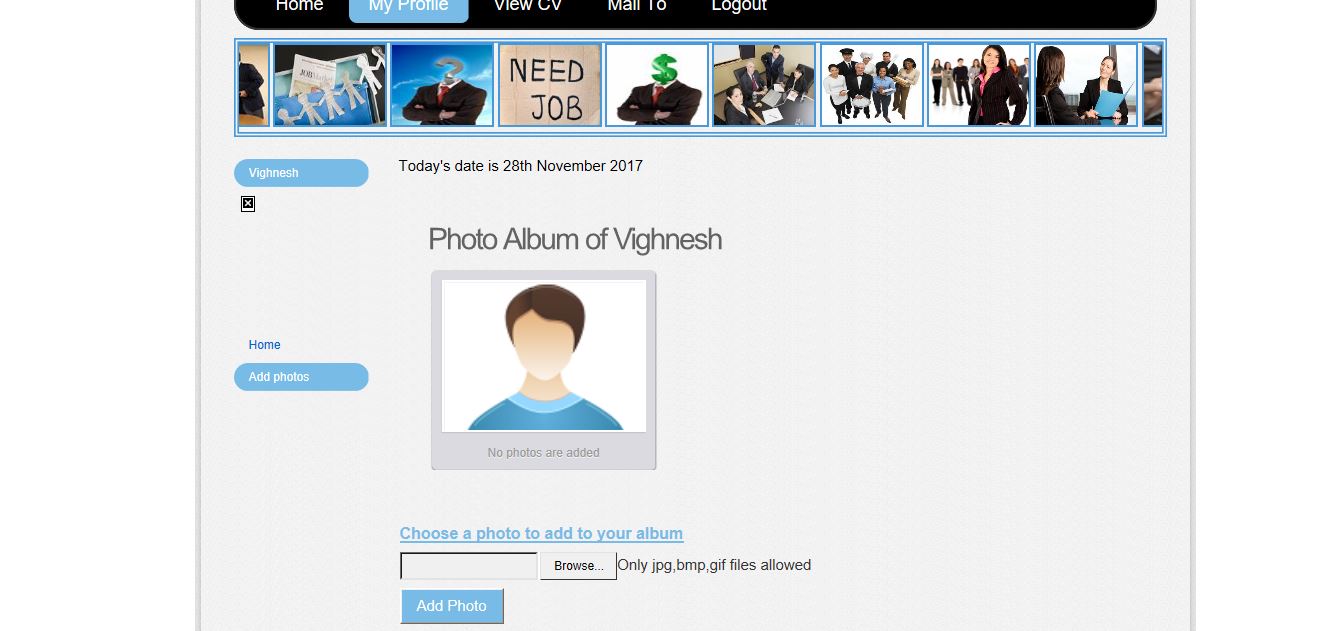 Home My Profile View CV Mail To Logout
NEED
JOB
Vighnesh
Today's date is 28th November 2017
Photo Album of Vighnesh
No photos are added
Home
Add photos
Choose a photo to add to your album
Browse... Only jpg,bmp,gif files allowed
Add Photo